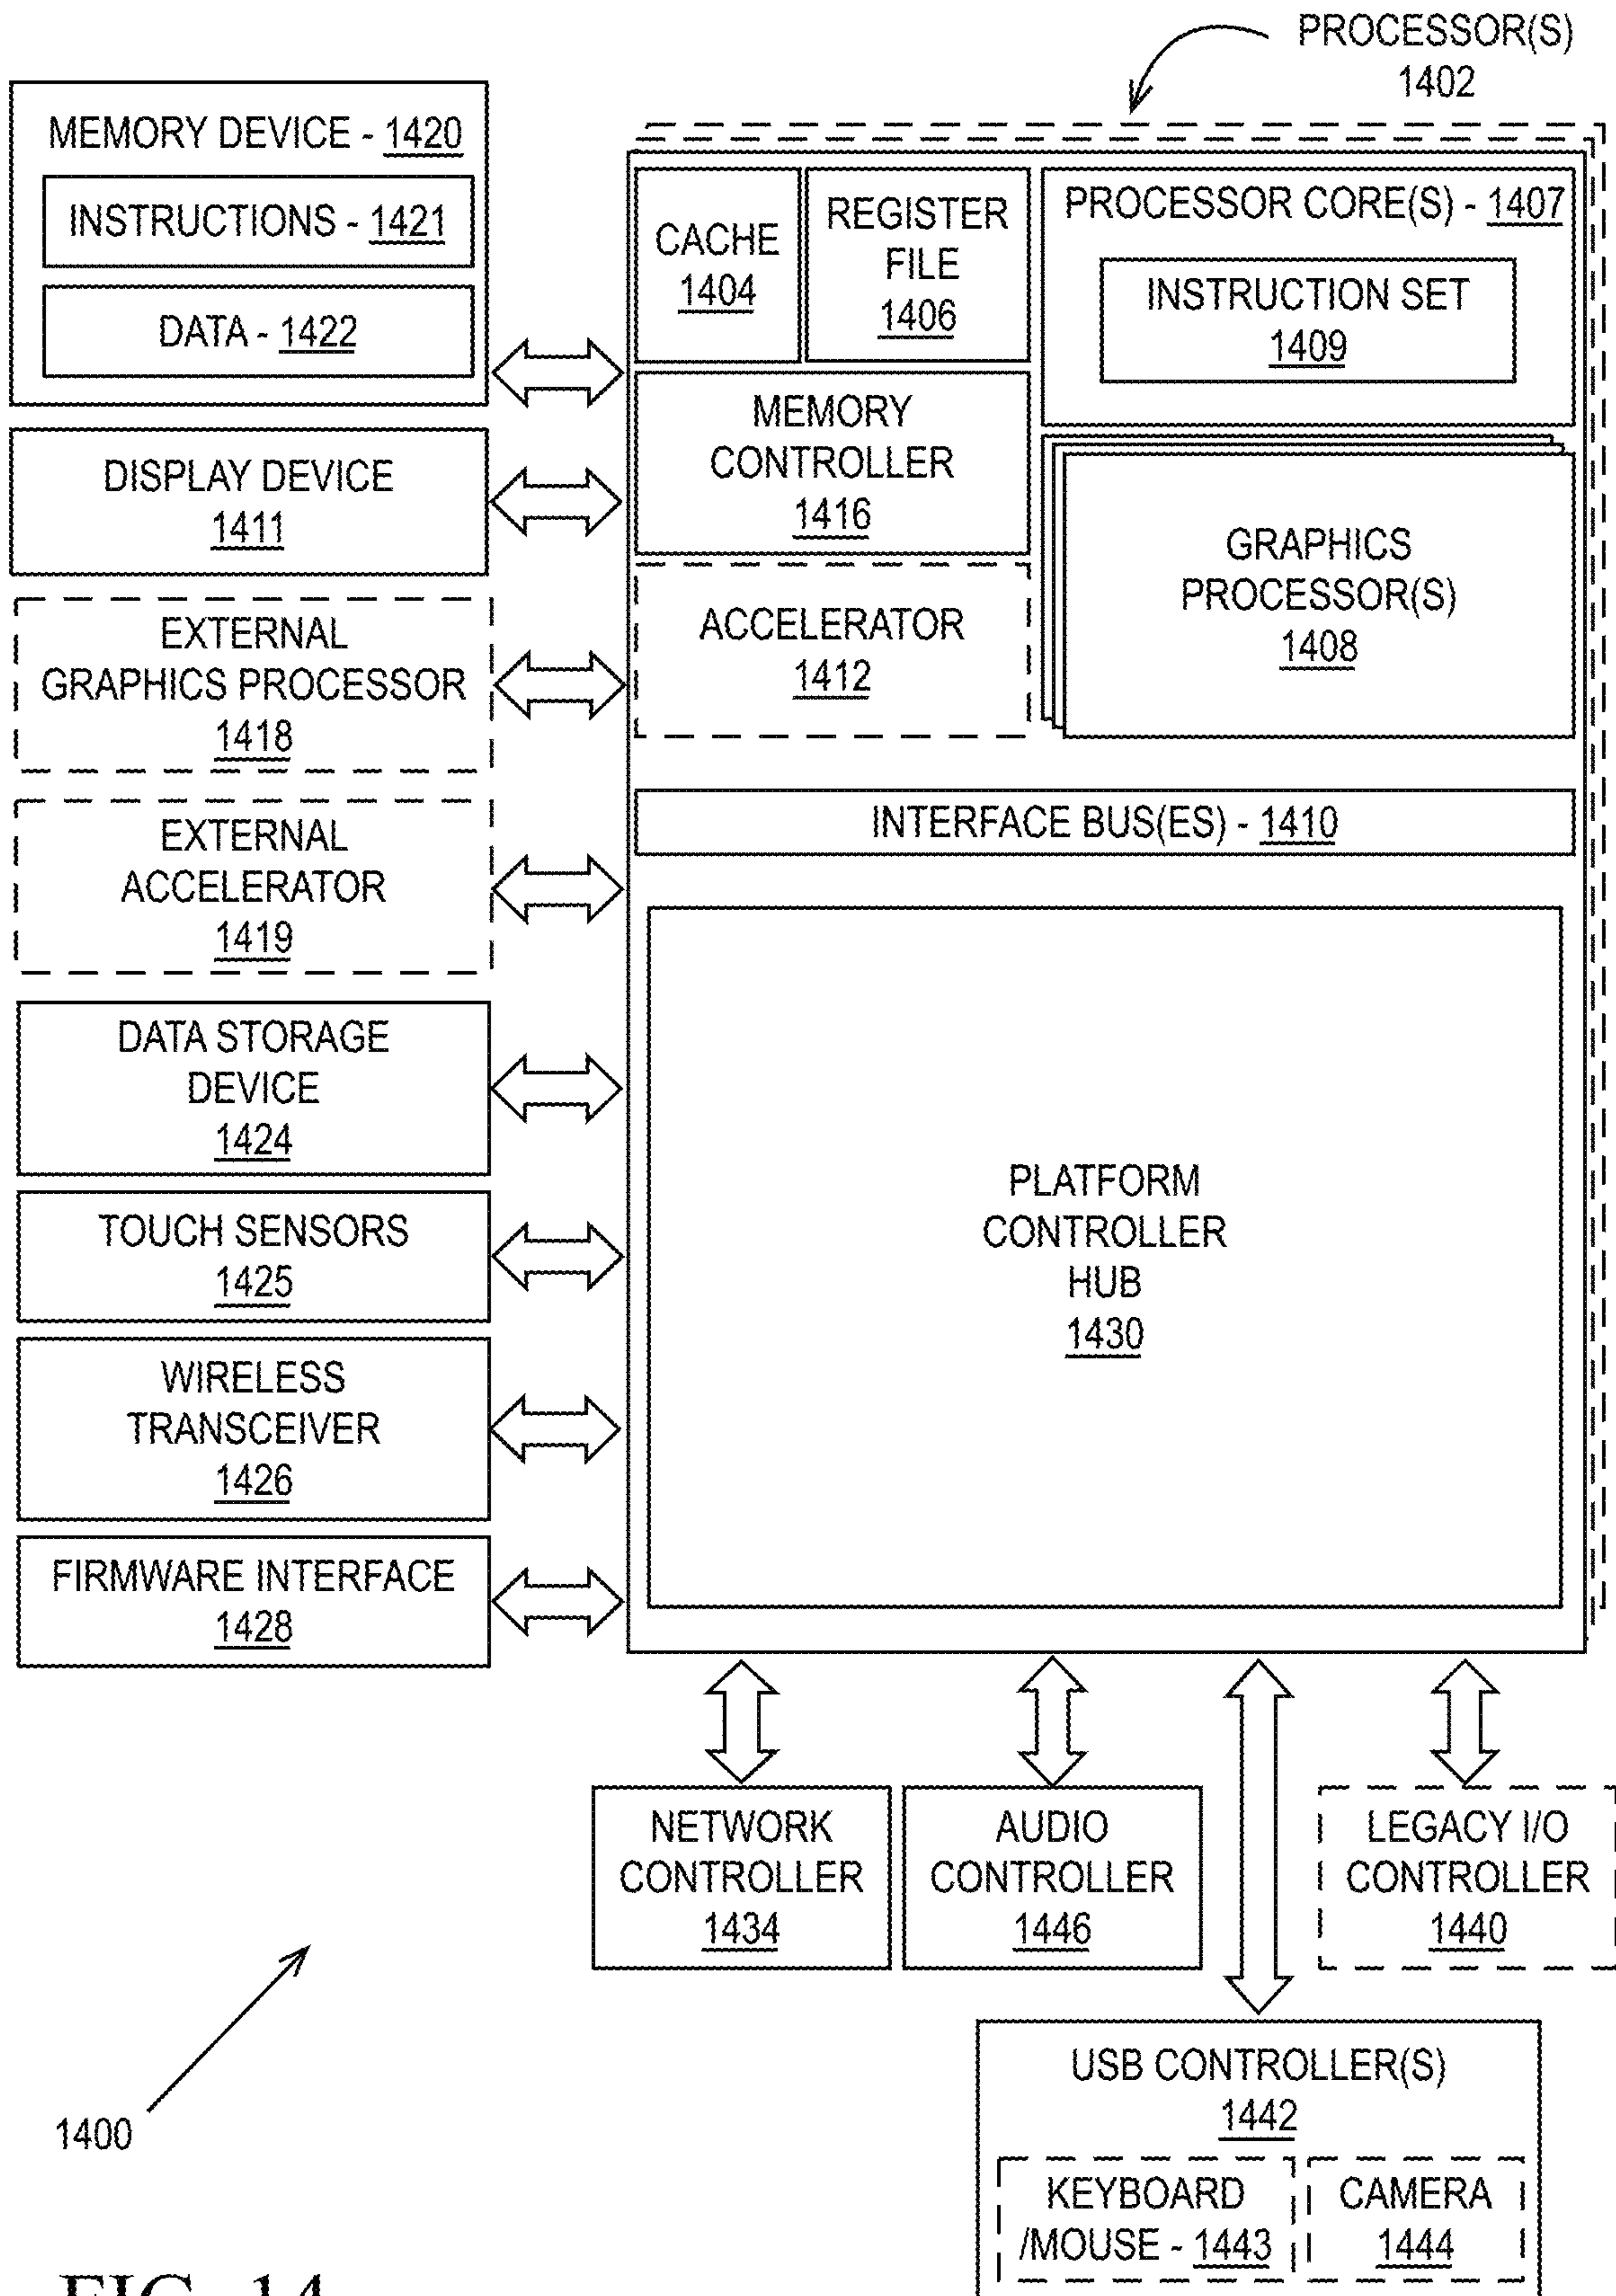 PROCESSOR(S)
1402
MEMORY DEVICE - 1420
INSTRUCTIONS - 1421
DATA - 1422
DISPLAY DEVICE
1411
EXTERNAL
GRAPHICS PROCESSOR
1418
EXTERNAL
ACCELERATOR
1419
DATA STORAGE
DEVICE
1424
TOUCH SENSORS
1425
WIRELESS
TRANSCEIVER
1426
FIRMWARE INTERFACE
1428
CACHE
1404
REGISTER
FILE
1406
PROCESSOR CORE(S) - 1407
INSTRUCTION SET
1409
MEMORY
CONTROLLER
1416
ACCELERATOR
1412
GRAPHICS
PROCESSOR(S)
1408
INTERFACE BUS(ES) - 1410
PLATFORM
CONTROLLER
HUB
1430
NETWORK
CONTROLLER
1434
AUDIO
CONTROLLER
1446
LEGACY I/O
CONTROLLER
1440
USB CONTROLLER(S)
1442
KEYBOARD
/MOUSE - 1443
CAMERA
1444
1400
FIG. 14